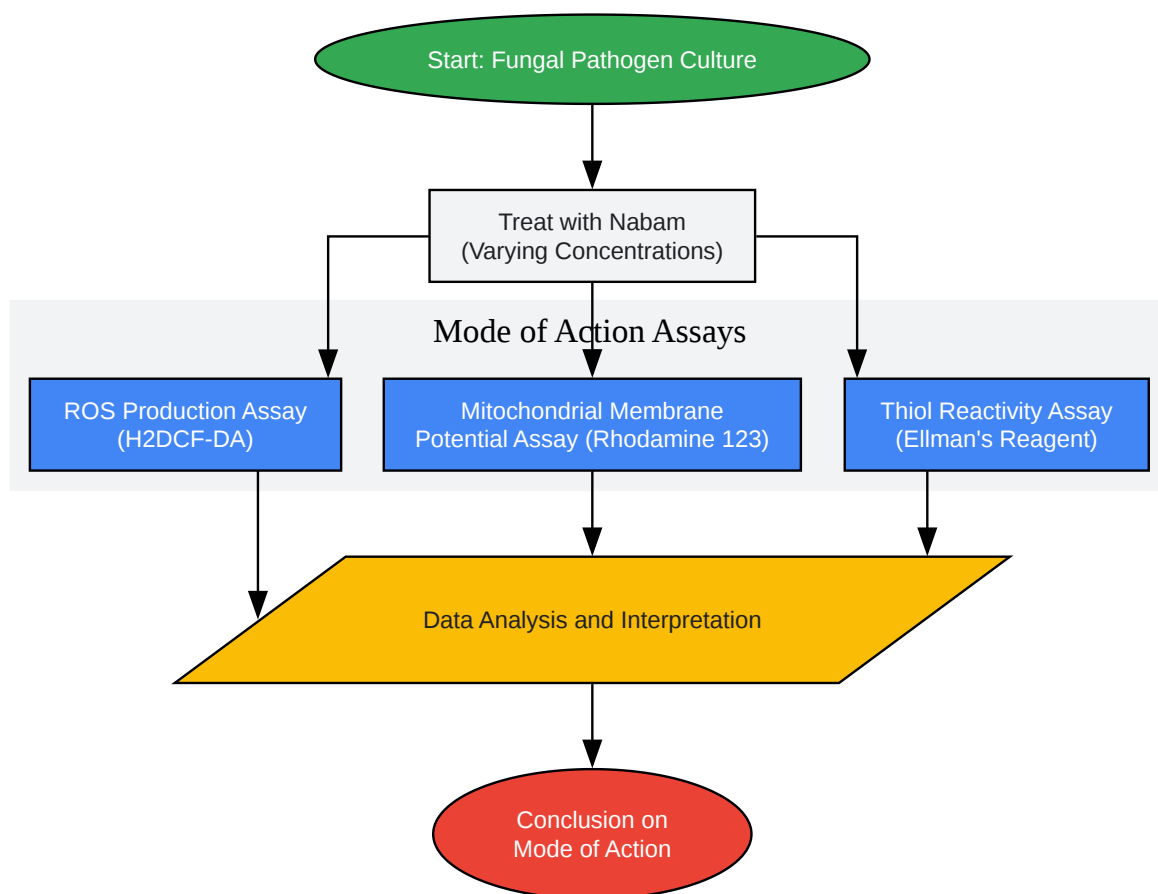 Start: Fungal Pathogen Culture
Treat with Nabam
(Varying Concentrations)
Mode of Action Assays
ROS Production Assay
(H2DCF-DA)
Mitochondrial Membrane
Potential Assay (Rhodamine 123)
Thiol Reactivity Assay
(Ellman's Reagent)
Data Analysis and Interpretation
Conclusion on
Mode of Action